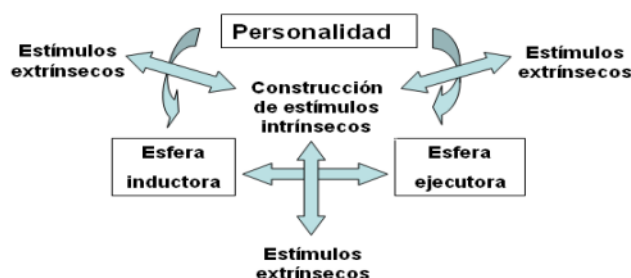 Personalidad
Estímulos
extrínsecos
Estímulos
extrínsecos
Construcción
de estímulos
intrínsecos
Esfera
inductora
Esfera
ejecutora
Estímulos
extrínsecos